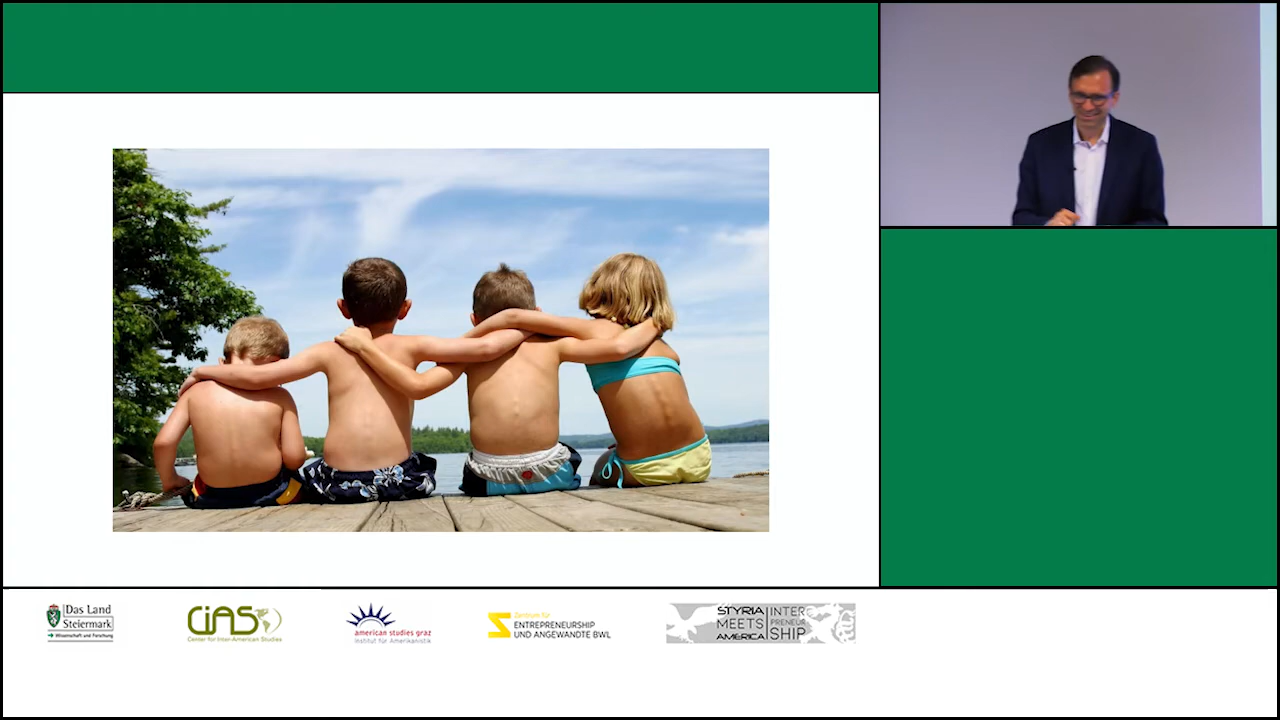 Das Land
Steiermark
Wissenschaft und Forschung
CIAS
Center for Inter-American Studies
american studies graz
Institut für Amerikanistik
Zentrum für
ENTREPRENEURSHIP
UND ANGEWANDTE BWL
STYRIA
MEETS
AMERICA
INTER
PRENEUR
SHIP